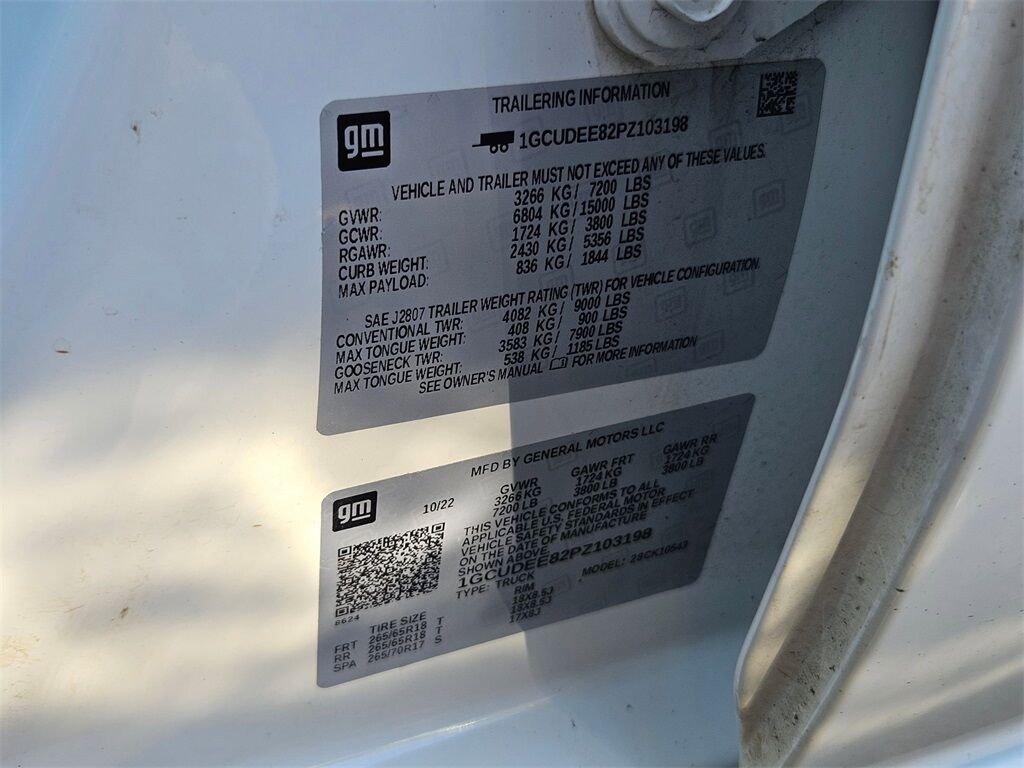 gm
TRAILERING INFORMATION
1GCUDEE82PZ103198
VEHICLE AND TRAILER MUST NOT EXCEED ANY OF THESE VALUES.
GVWR: 3266 KG / 7200 LBS
GCWR: 6804 KG / 15000 LBS
RGAWR: 1724 KG / 3800 LBS
CURB WEIGHT: 2430 KG / 5356 LBS
MAX PAYLOAD: 836 KG / 1844 LBS
SAE J2807 TRAILER WEIGHT RATING (TWR) FOR VEHICLE CONFIGURATION.
CONVENTIONAL TWR: 4082 KG / 9000 LBS
MAX TONGUE WEIGHT: 408 KG / 900 LBS
GOOSENECK TWR: 3583 KG / 7900 LBS
MAX TONGUE WEIGHT: 538 KG / 1185 LBS
SEE OWNER'S MANUAL FOR MORE INFORMATION
gm
MFD BY GENERAL MOTORS LLC
10/22
GVWR GAWR FRT GAWR RR
3266 KG 1724 KG 1724 KG
7200 LB 3800 LB 3800 LB
THIS VEHICLE CONFORMS TO ALL
APPLICABLE U.S. FEDERAL MOTOR
VEHICLE SAFETY STANDARDS IN EFFECT
ON THE DATE OF MANUFACTURE
SHOWN ABOVE.
1GCUDEE82PZ103198
TYPE: TRUCK MODEL:
8624
TIRE SIZE RIM
FRT 265/65R18 T 18X8.5J
RR 265/65R18 T 18X8.5J
SPA 265/70R17 S 17X8J